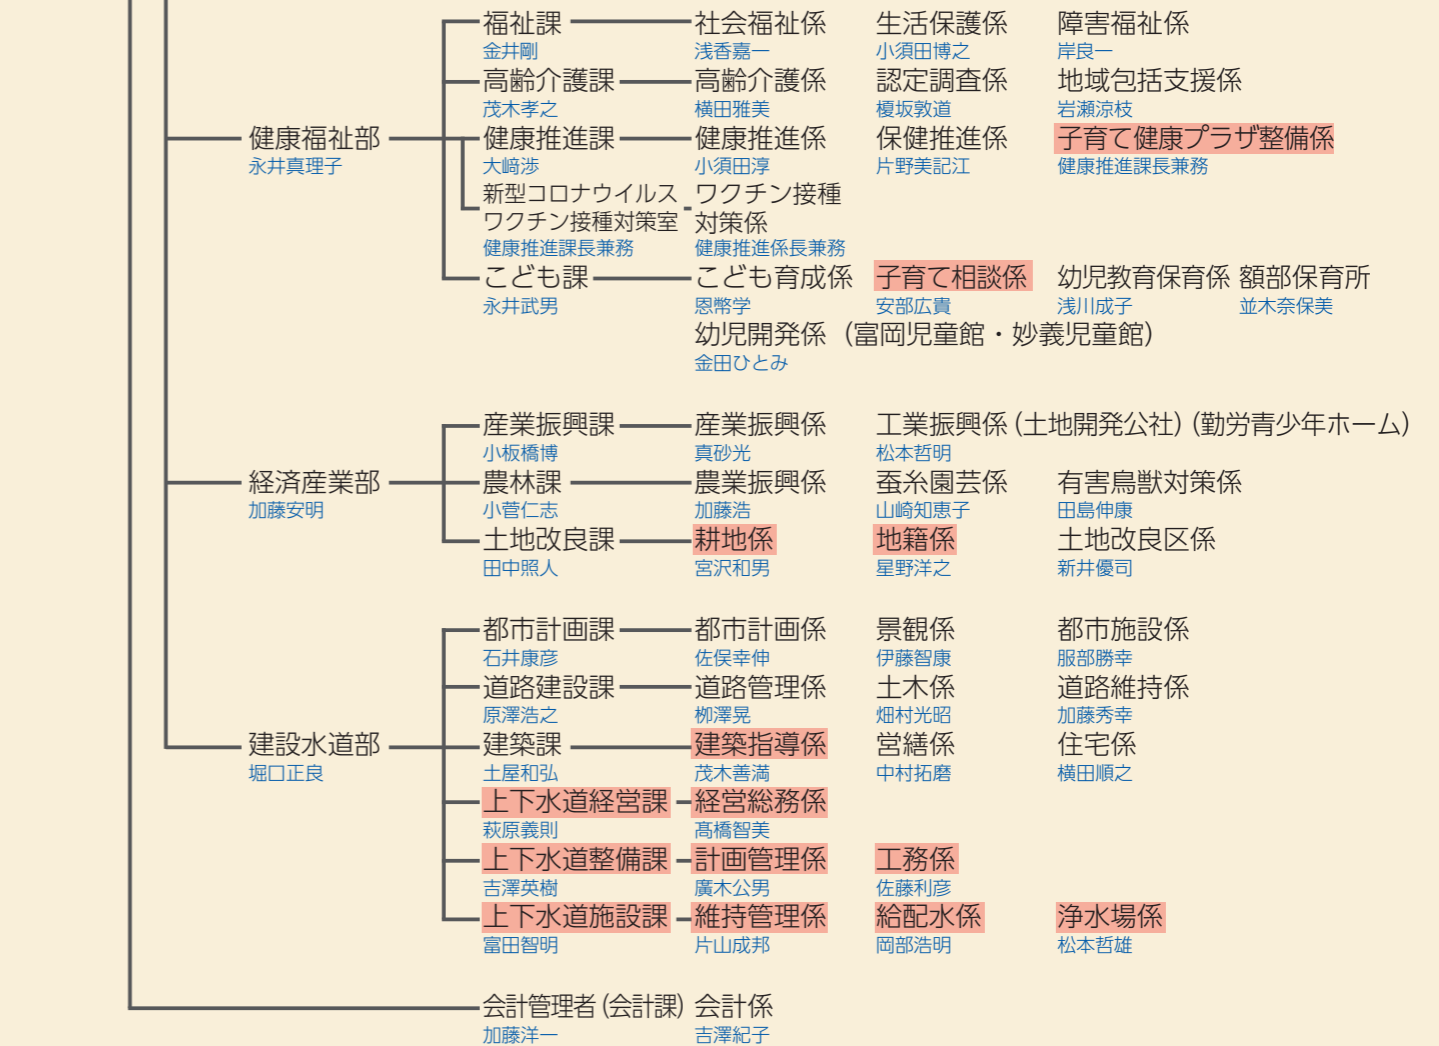 福祉課 社会福祉係 生活保護係 障害福祉係
金井剛 浅香嘉一 小須田博之 岸良一
高齢介護課 高齢介護係 認定調査係 地域包括支援係
茂木孝之 横田雅美 榎坂敦道 岩瀬涼枝
健康福祉部 健康推進課 健康推進係 保健推進係 子育て健康プラザ整備係
永井真理子 大﨑渉 小須田淳 片野美記江 健康推進課長兼務
新型コロナウイルス ワクチン接種
ワクチン接種対策室 対策係
健康推進課長兼務 健康推進係長兼務
こども課 こども育成係 子育て相談係 幼児教育保育係 額部保育所
永井武男 恩幣学 安部広貴 浅川成子 並木奈保美
幼児開発係（富岡児童館・妙義児童館）
金田ひとみ
産業振興課 産業振興係 工業振興係（土地開発公社）（勤労青少年ホーム）
小板橋博 真砂光 松本哲明
経済産業部 農林課 農業振興係 蚕糸園芸係 有害鳥獣対策係
加藤安明 小菅仁志 加藤浩 山崎知恵子 田島伸康
土地改良課 耕地係 地籍係 土地改良区係
田中照人 宮沢和男 星野洋之 新井優司
都市計画課 都市計画係 景観係 都市施設係
石井康彦 佐俣幸伸 伊藤智康 服部勝幸
道路建設課 道路管理係 土木係 道路維持係
原澤浩之 栁澤晃 畑村光昭 加藤秀幸
建設水道部 建築課 建築指導係 営繕係 住宅係
堀口正良 土屋和弘 茂木善満 中村拓磨 横田順之
上下水道経営課 経営総務係
萩原義則 髙橋智美
上下水道整備課 計画管理係 工務係
吉澤英樹 廣木公男 佐藤利彦
上下水道施設課 維持管理係 給配水係 浄水場係
富田智明 片山成邦 岡部浩明 松本哲雄
会計管理者（会計課） 会計係
加藤洋一 吉澤紀子